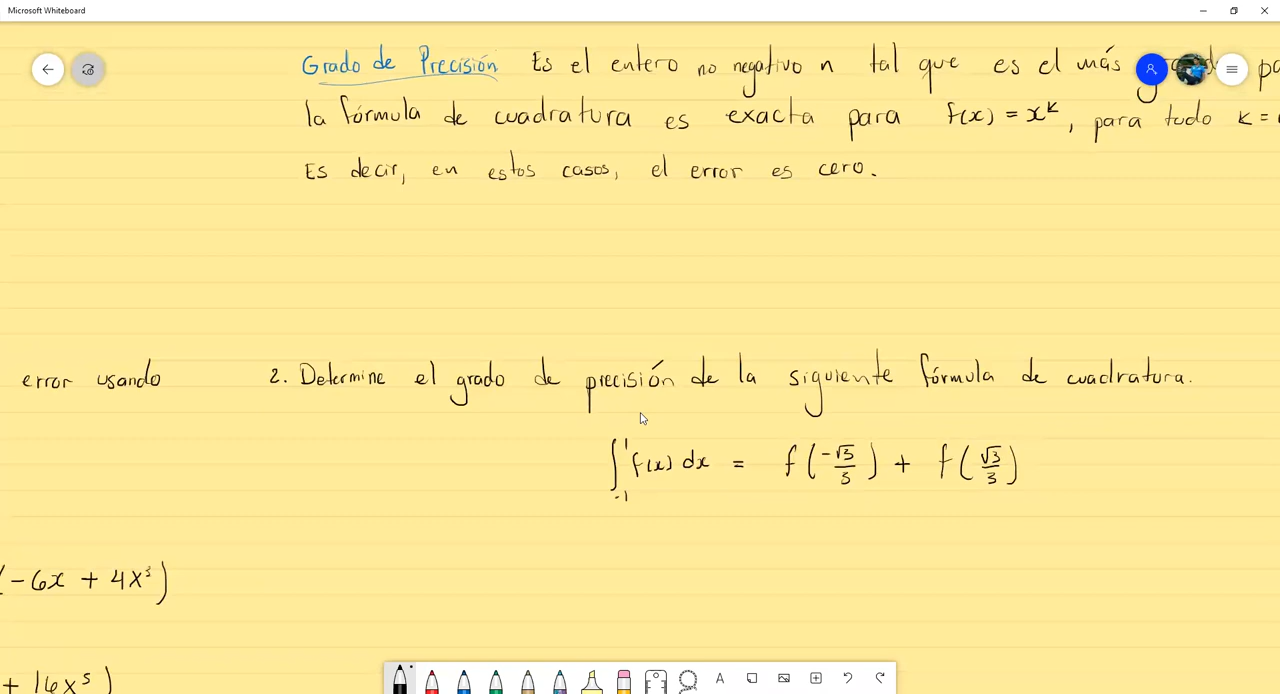 Microsoft Whiteboard
Grado de Precisión Es el entero no negativo n tal que es el más
la fórmula de cuadratura es exacta para f(x) = x^k, para todo k =
Es decir, en estos casos, el error es cero.
error usando
2. Determine el grado de precisión de la siguiente fórmula de cuadratura.
∫_{-1}^{1} f(x) dx = f(-√3/3) + f(√3/3)
(-6x + 4x³)
+ 16x⁵)
A